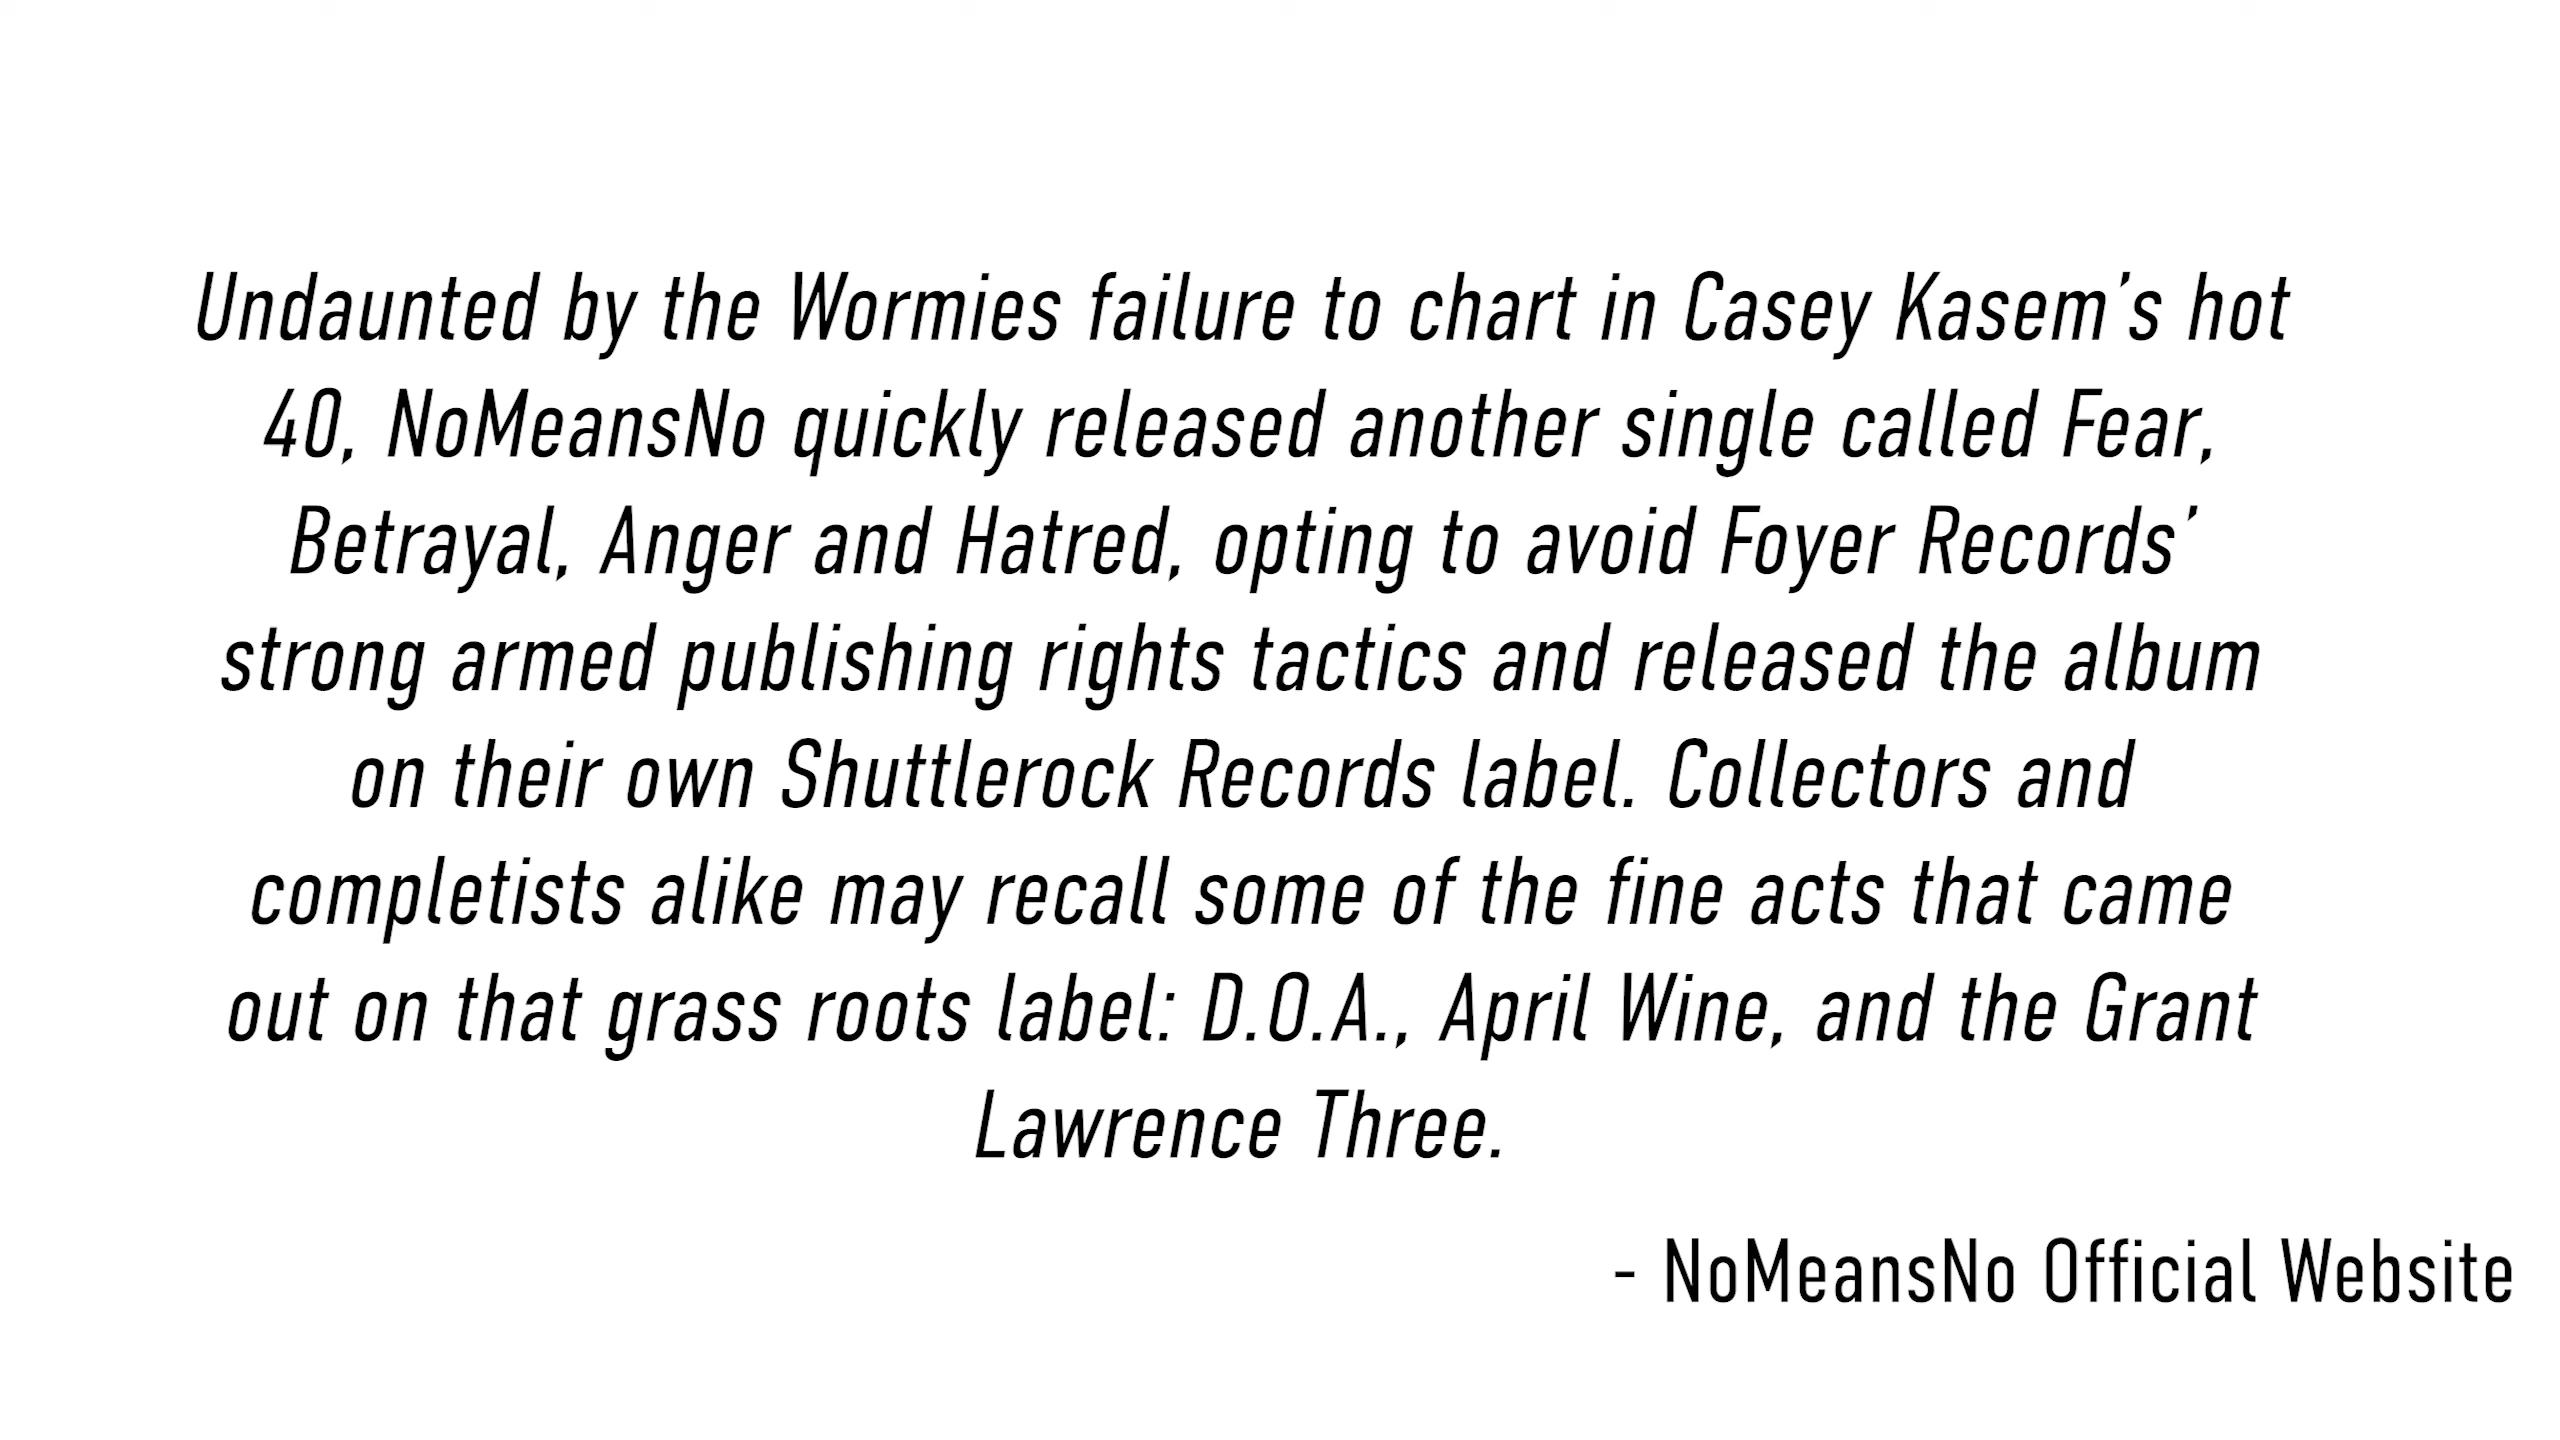 Undaunted by the Wormies failure to chart in Casey Kasem's hot
40, NoMeansNo quickly released another single called Fear,
Betrayal, Anger and Hatred, opting to avoid Foyer Records'
strong armed publishing rights tactics and released the album
on their own Shuttlerock Records label. Collectors and
completists alike may recall some of the fine acts that came
out on that grass roots label: D.O.A., April Wine, and the Grant
Lawrence Three.
- NoMeansNo Official Website